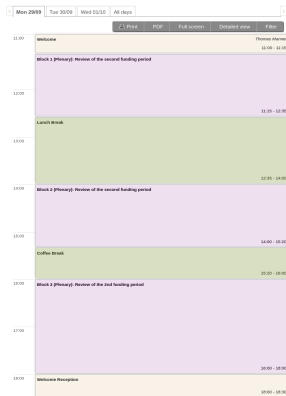 Mon 29/09 Tue 30/09 Wed 01/10 All days
Print PDF Full screen Detailed view Filter
11:00 Welcome Thomas
11:00 - 11:15
Block 1 (Plenary): Review of the second funding period
12:00
11:15 - 12:35
Lunch Break
13:00
12:35 - 14:00
14:00
Block 2 (Plenary): Review of the second funding period
15:00
14:00 - 15:20
Coffee Break
15:20 - 16:00
16:00
Block 3 (Plenary): Review of the 2nd funding period
17:00
16:00 - 18:00
18:00
Welcome Reception
18:00 - 18:30